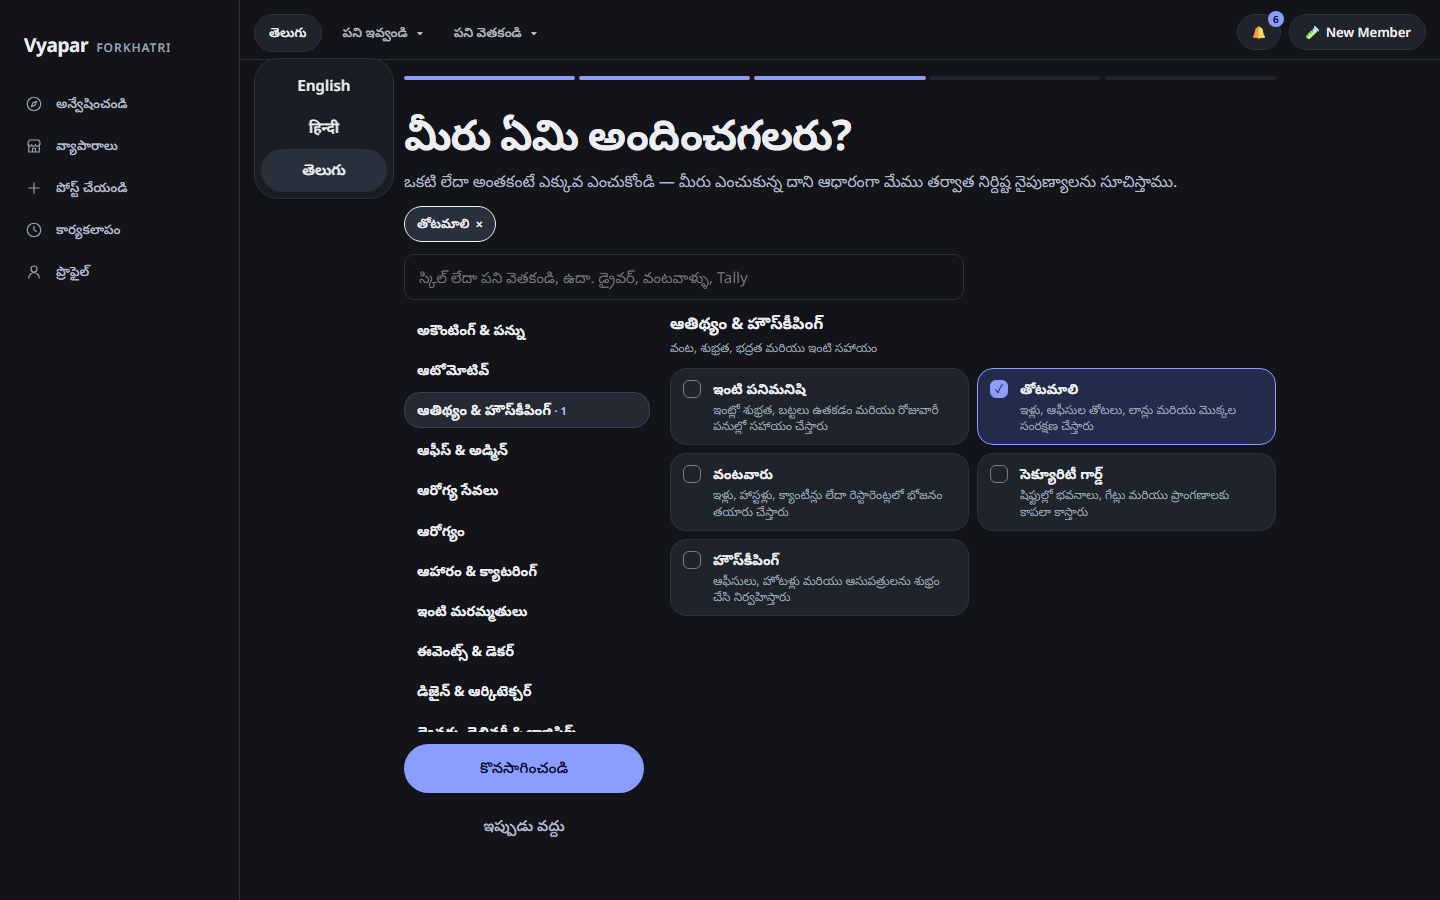 Vyapar FORKHATRI
తెలుగు
పని ఇవ్వండి
పని వెతకండి
6
New Member
English
हिन्दी
తెలుగు
అన్వేషించండి
వ్యాపారాలు
పోస్ట్ చేయండి
కార్యకలాపం
ప్రొఫైల్
మీరు ఏమి అందించగలరు?
ఒకటి లేదా అంతకంటే ఎక్కువ ఎంచుకోండి — మీరు ఎంచుకున్న దాని ఆధారంగా మేము తర్వాత నిర్దిష్ట నైపుణ్యాలను సూచిస్తాము.
తోటమాలి ×
స్కిల్ లేదా పని వెతకండి, ఉదా. డ్రైవర్, వంటవాళ్ళు, Tally
అకౌంటింగ్ & పన్ను
ఆటోమోటివ్
ఆతిథ్యం & హౌస్‌కీపింగ్ · 1
ఆఫీస్ & అడ్మిన్
ఆరోగ్య సేవలు
ఆరోగ్యం
ఆహారం & క్యాటరింగ్
ఇంటి మరమ్మతులు
ఈవెంట్స్ & డెకర్
డిజైన్ & ఆర్కిటెక్చర్
ఆతిథ్యం & హౌస్‌కీపింగ్
వంట, శుభ్రత, భద్రత మరియు ఇంటి సహాయం
ఇంటి పనిమనిషి
ఇంట్లో శుభ్రత, బట్టలు ఉతకడం మరియు రోజువారీ
పనుల్లో సహాయం చేస్తారు
తోటమాలి
ఇళ్లు, ఆఫీసుల తోటలు, లాన్లు మరియు మొక్కల
సంరక్షణ చేస్తారు
వంటవారు
ఇళ్లు, హాస్టళ్లు, క్యాంటీన్లు లేదా రెస్టారెంట్లలో భోజనం
తయారు చేస్తారు
సెక్యూరిటీ గార్డ్
షిఫ్టుల్లో భవనాలు, గేట్లు మరియు ప్రాంగణాలకు
కాపలా కాస్తారు
హౌస్‌కీపింగ్
ఆఫీసులు, హోటళ్లు మరియు ఆసుపత్రులను శుభ్రం
చేసి నిర్వహిస్తారు
కొనసాగించండి
ఇప్పుడు వద్దు